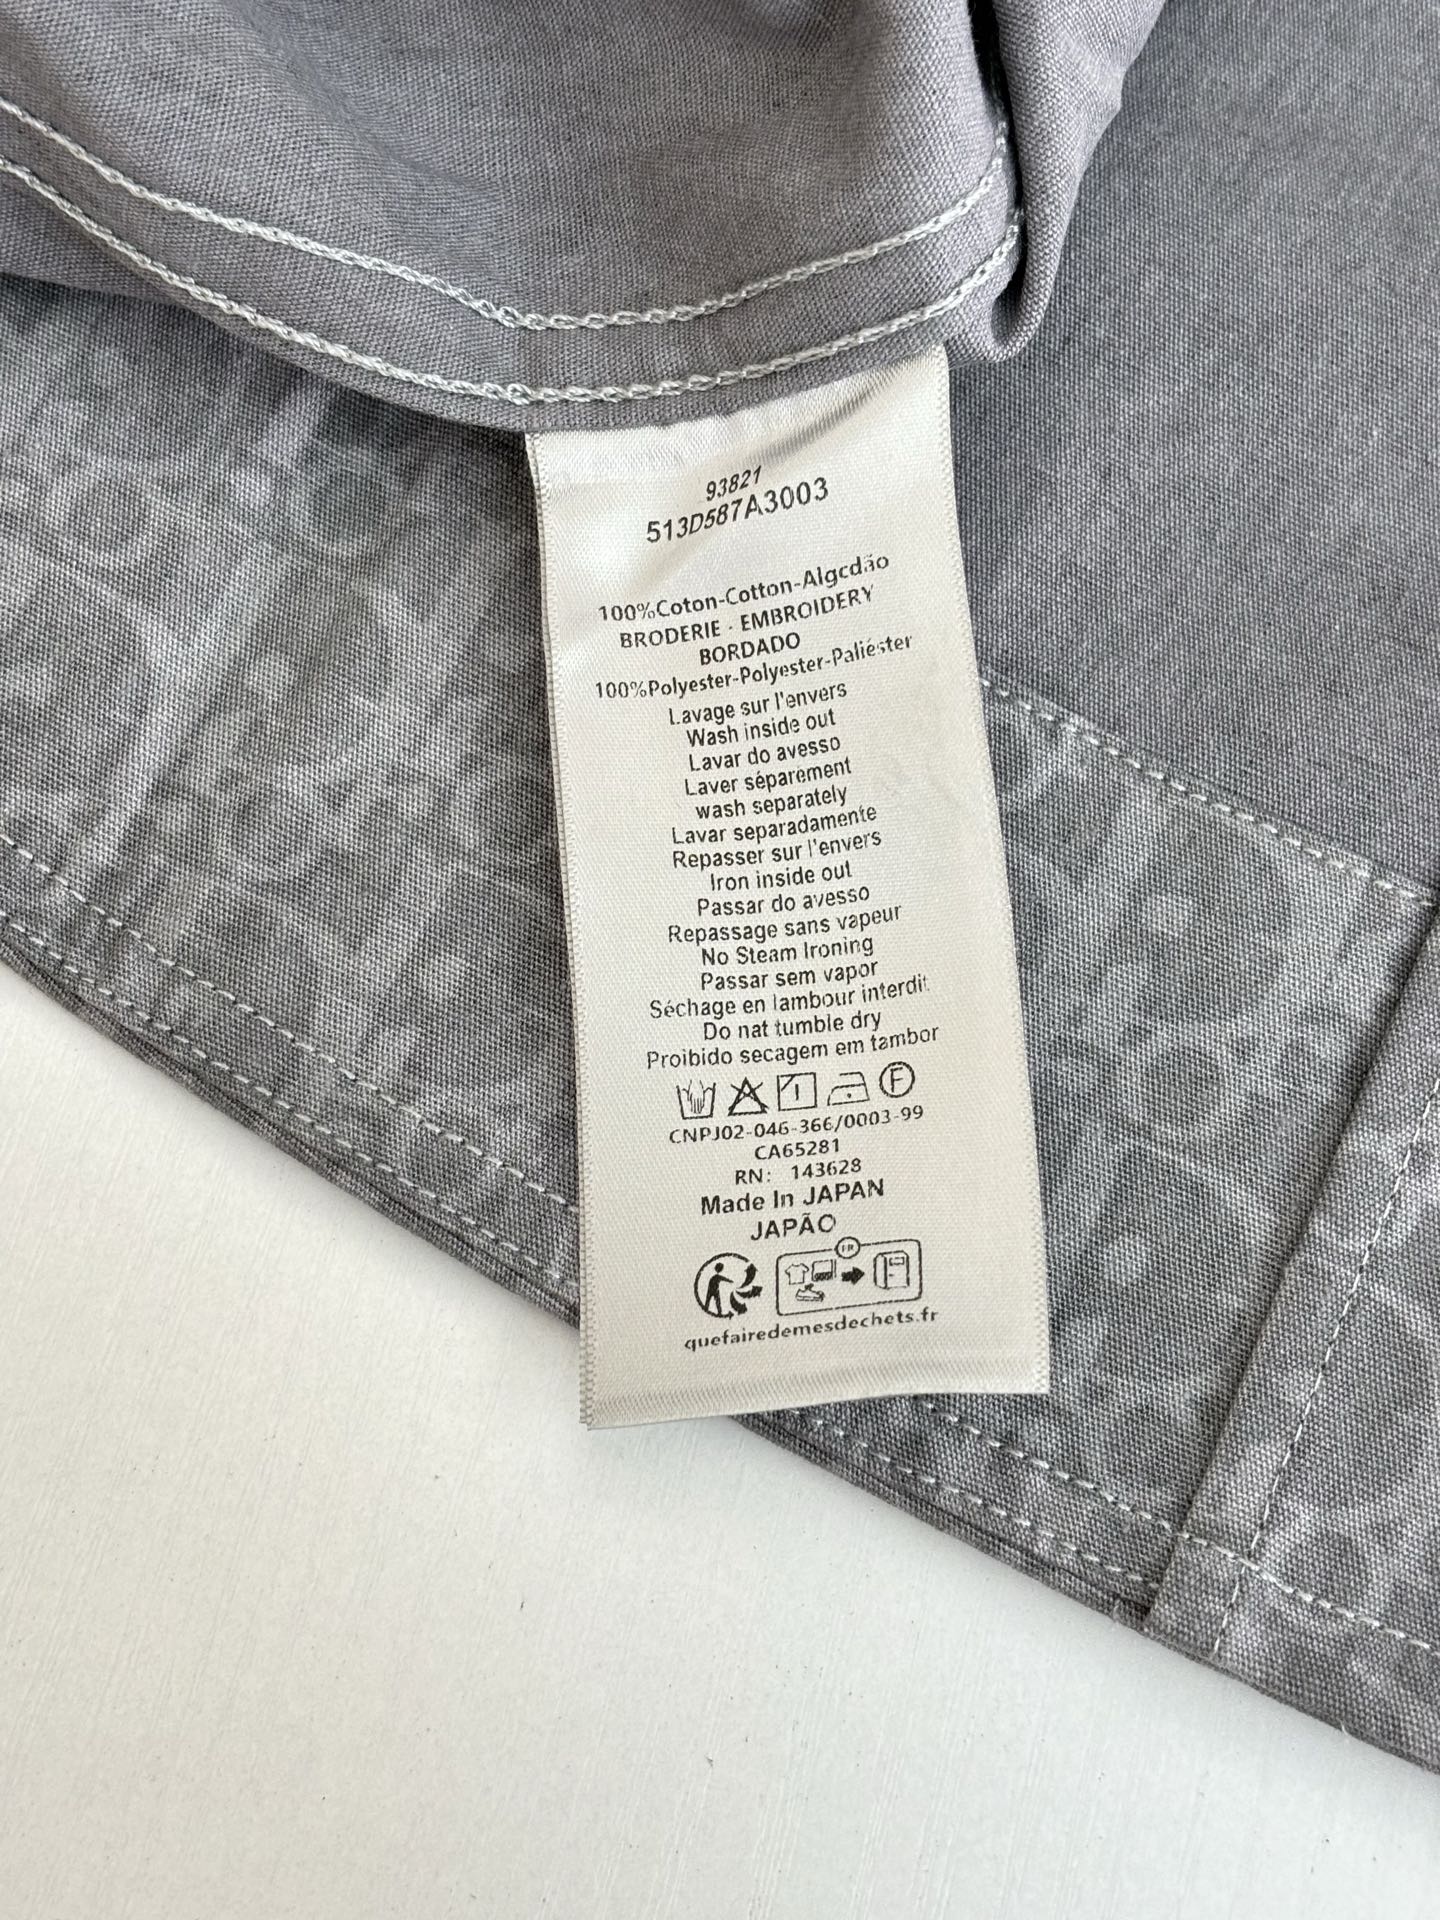 93821
513D587A3003
100%Coton-Cotton-Algcdão
BRODERIE - EMBROIDERY
BORDADO
100%Polyester-Polyester-Paliéster
Lavage sur l'envers
Wash inside out
Lavar do avesso
Laver séparement
wash separately
Lavar separadamente
Repasser sur l'envers
Iron inside out
Passar do avesso
Repassage sans vapeur
No Steam Ironing
Passar sem vapor
Séchage en lambour interdit
Do nat tumble dry
Proibido secagem em tambor
F
CNPJ02-046-366/0003-99
CA65281
RN: 143628
Made In JAPAN
JAPÃO
FR
quefairedemesdechets.fr